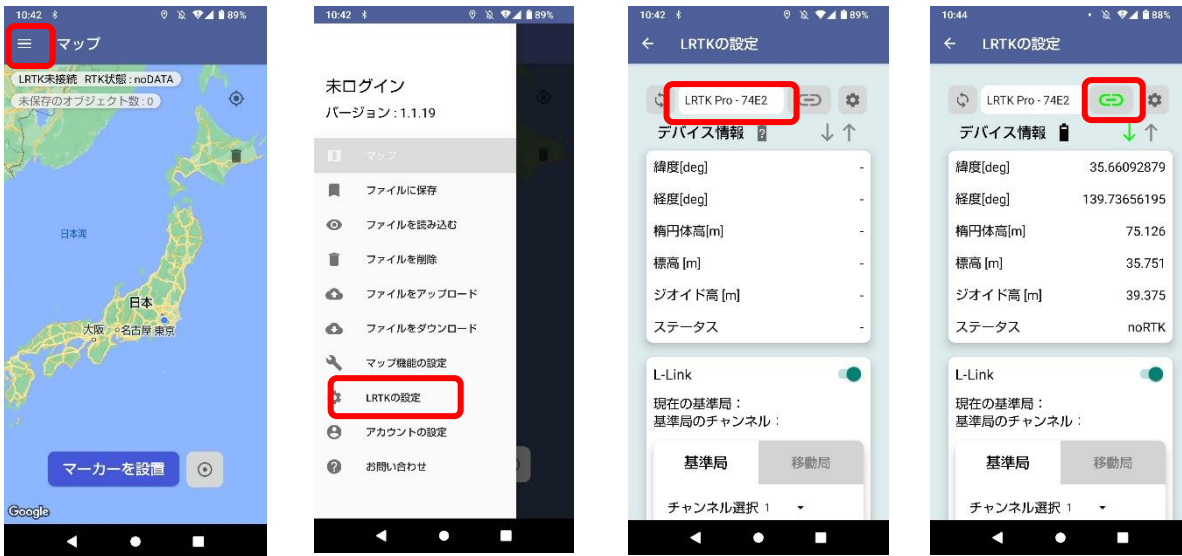 10:42 89%
マップ
LRTK未接続 RTK状態 : noDATA
未保存のオブジェクト数 : 0
日本海
日本
大阪 名古屋 東京
マーカーを設置
Google
10:42 89%
未ログイン
バージョン : 1.1.19
マップ
ファイルに保存
ファイルを読み込む
ファイルを削除
ファイルをアップロード
ファイルをダウンロード
マップ機能の設定
LRTKの設定
アカウントの設定
お問い合わせ
10:42 89%
LRTKの設定
LRTK Pro - 74E2
デバイス情報
緯度[deg] -
経度[deg] -
楕円体高[m] -
標高 [m] -
ジオイド高 [m] -
ステータス -
L-Link
現在の基準局 :
基準局のチャンネル :
基準局 移動局
チャンネル選択 1
10:44 88%
LRTKの設定
LRTK Pro - 74E2
デバイス情報
緯度[deg] 35.66092879
経度[deg] 139.73656195
楕円体高[m] 75.126
標高 [m] 35.751
ジオイド高 [m] 39.375
ステータス noRTK
L-Link
現在の基準局 :
基準局のチャンネル :
基準局 移動局
チャンネル選択 1